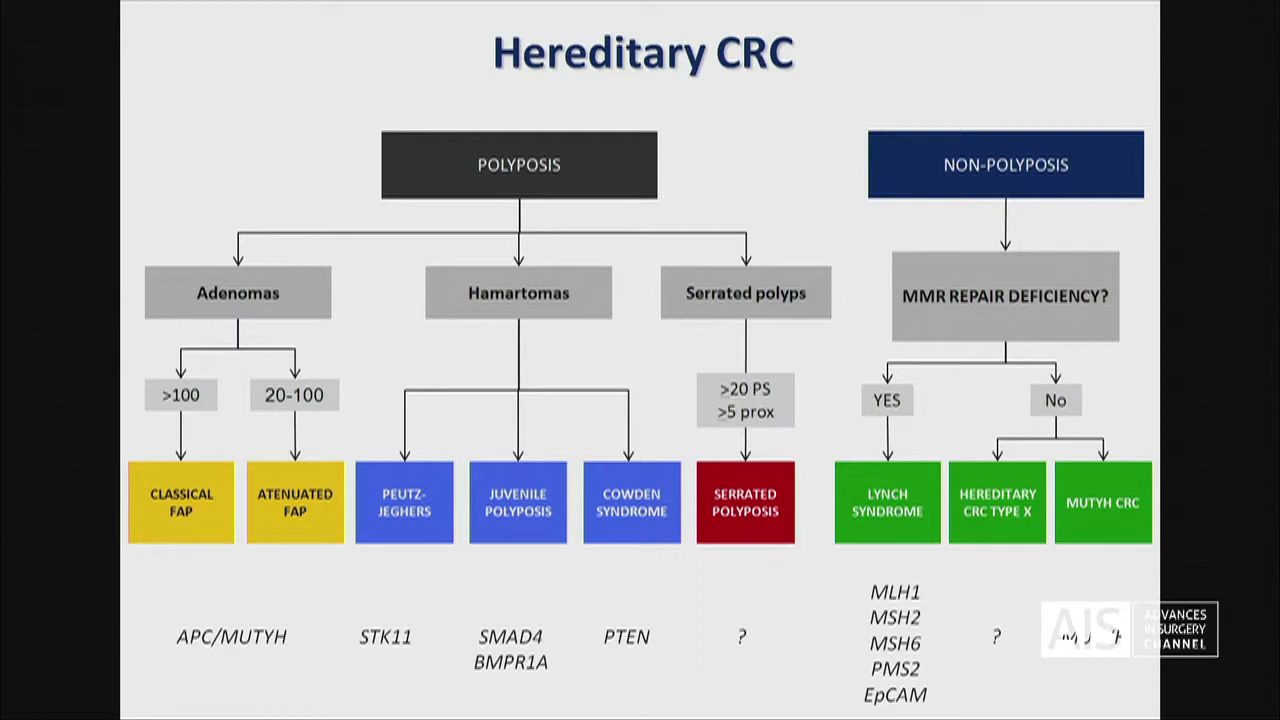 Hereditary CRC
POLYPOSIS
NON-POLYPOSIS
Adenomas
Hamartomas
Serrated polyps
MMR REPAIR DEFICIENCY?
>100
20-100
≥20 PS
≥5 prox
YES
No
CLASSICAL
FAP
ATENUATED
FAP
PEUTZ-
JEGHERS
JUVENILE
POLYPOSIS
COWDEN
SYNDROME
SERRATED
POLYPOSIS
LYNCH
SYNDROME
HEREDITARY
CRC TYPE X
MUTYH CRC
APC/MUTYH
STK11
SMAD4
BMPR1A
PTEN
?
MLH1
MSH2
MSH6
PMS2
EpCAM
?
AIS
ADVANCES
IN SURGERY
CHANNEL